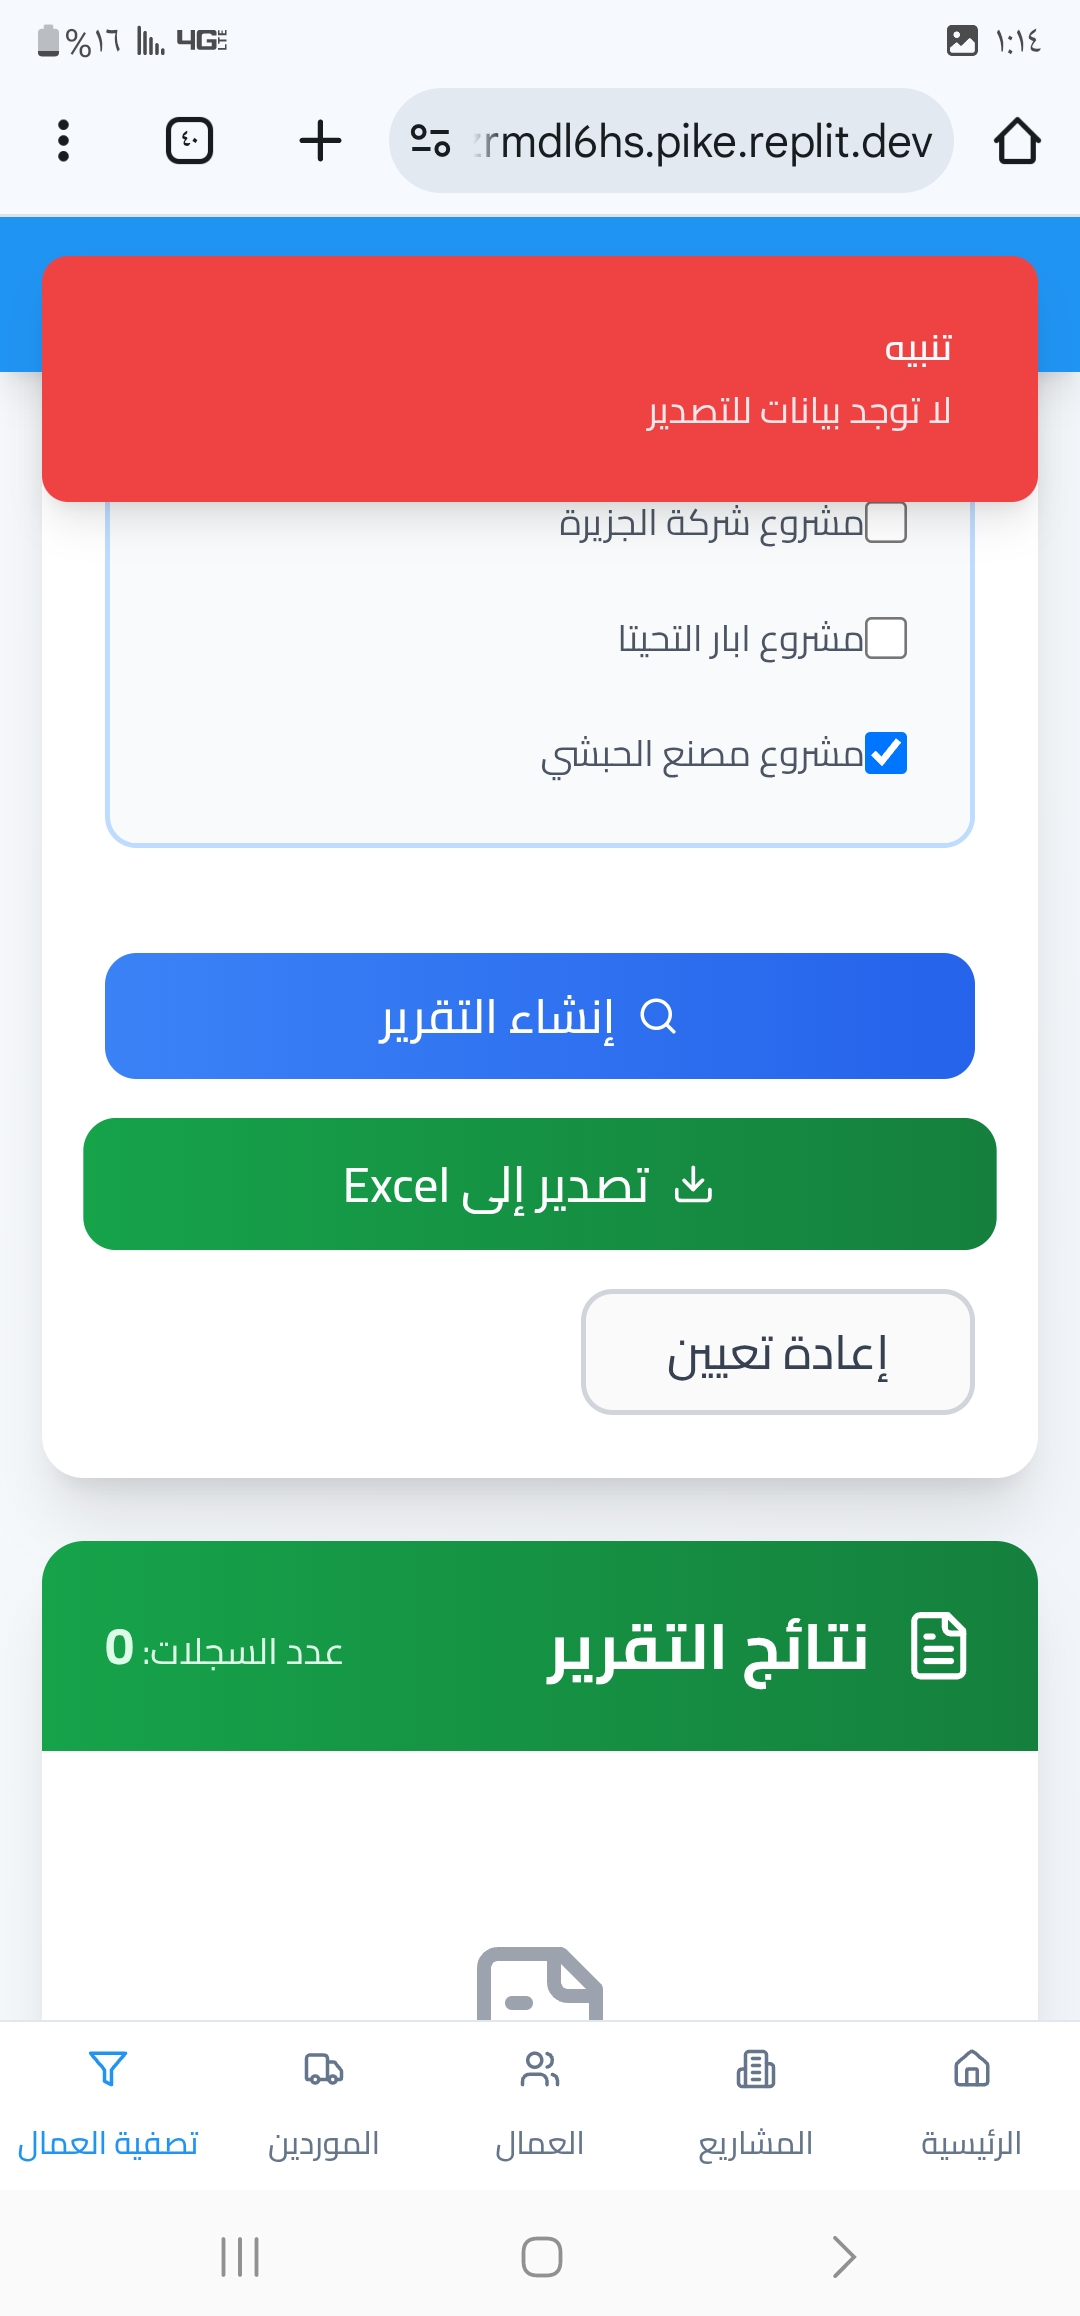 %١٦ 4G LTE ١:١٤
٤٠ rmdl6hs.pike.replit.dev
تنبيه
لا توجد بيانات للتصدير
مشروع شركة الجزيرة
مشروع ابار التحيتا
مشروع مصنع الحبشي
إنشاء التقرير
تصدير إلى Excel
إعادة تعيين
نتائج التقرير
عدد السجلات: 0
الرئيسية
المشاريع
العمال
الموردين
تصفية العمال